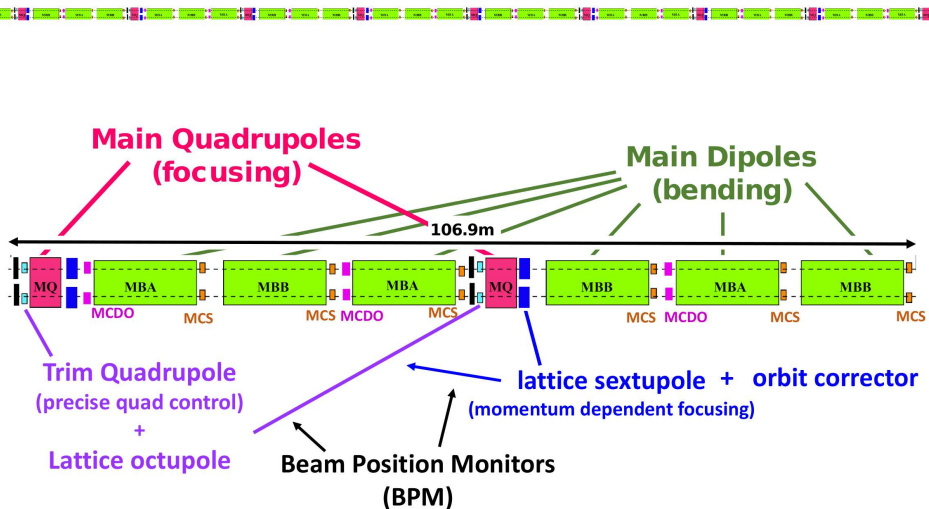 Main Quadrupoles
(focusing)
Main Dipoles
(bending)
106.9m
MQ MBA MBB MBA MQ MBB MBA MBB
MCDO MCS MCS MCDO MCS MCS MCDO MCS MCS
Trim Quadrupole
(precise quad control)
+
Lattice octupole
lattice sextupole + orbit corrector
(momentum dependent focusing)
Beam Position Monitors
(BPM)